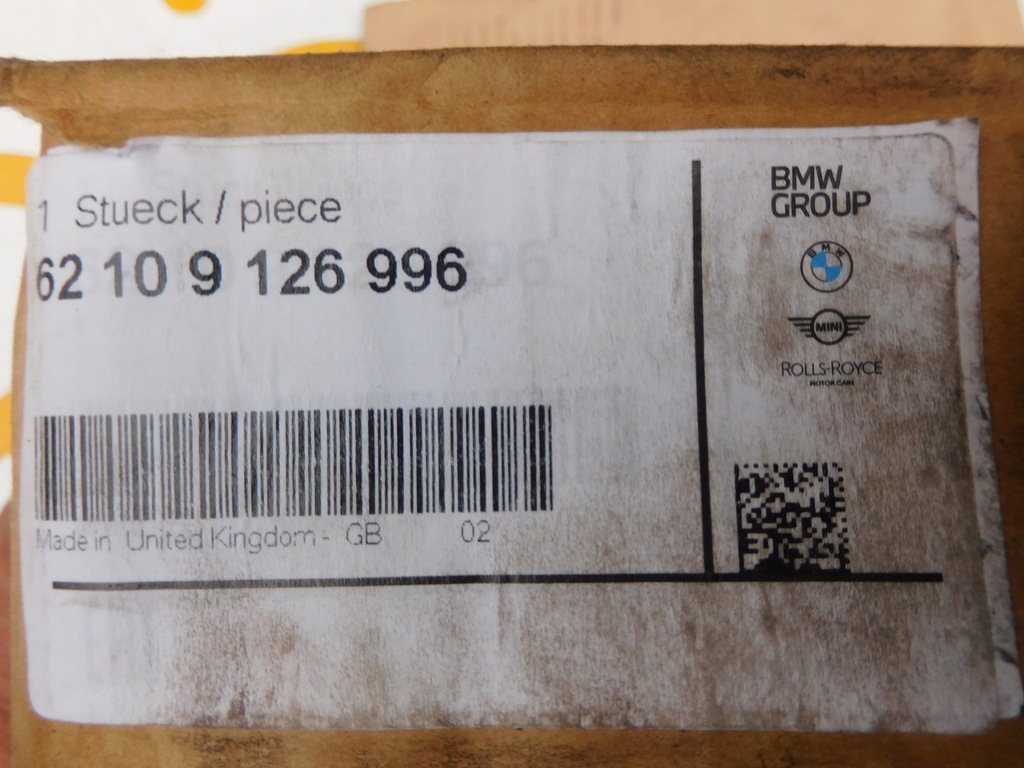 1 Stueck / piece
62 10 9 126 996
Made in United Kingdom - GB 02
BMW
GROUP
BMW
MINI
ROLLS-ROYCE
MOTOR CARS